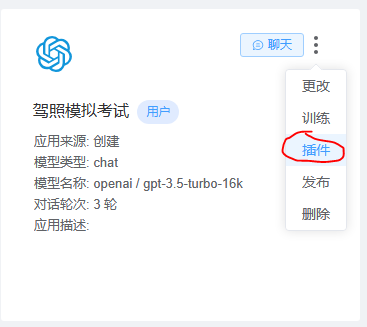 聊天
驾照模拟考试 用户
应用来源: 创建
模型类型: chat
模型名称: openai / gpt-3.5-turbo-16k
对话轮次: 3 轮
应用描述:
更改
训练
插件
发布
删除